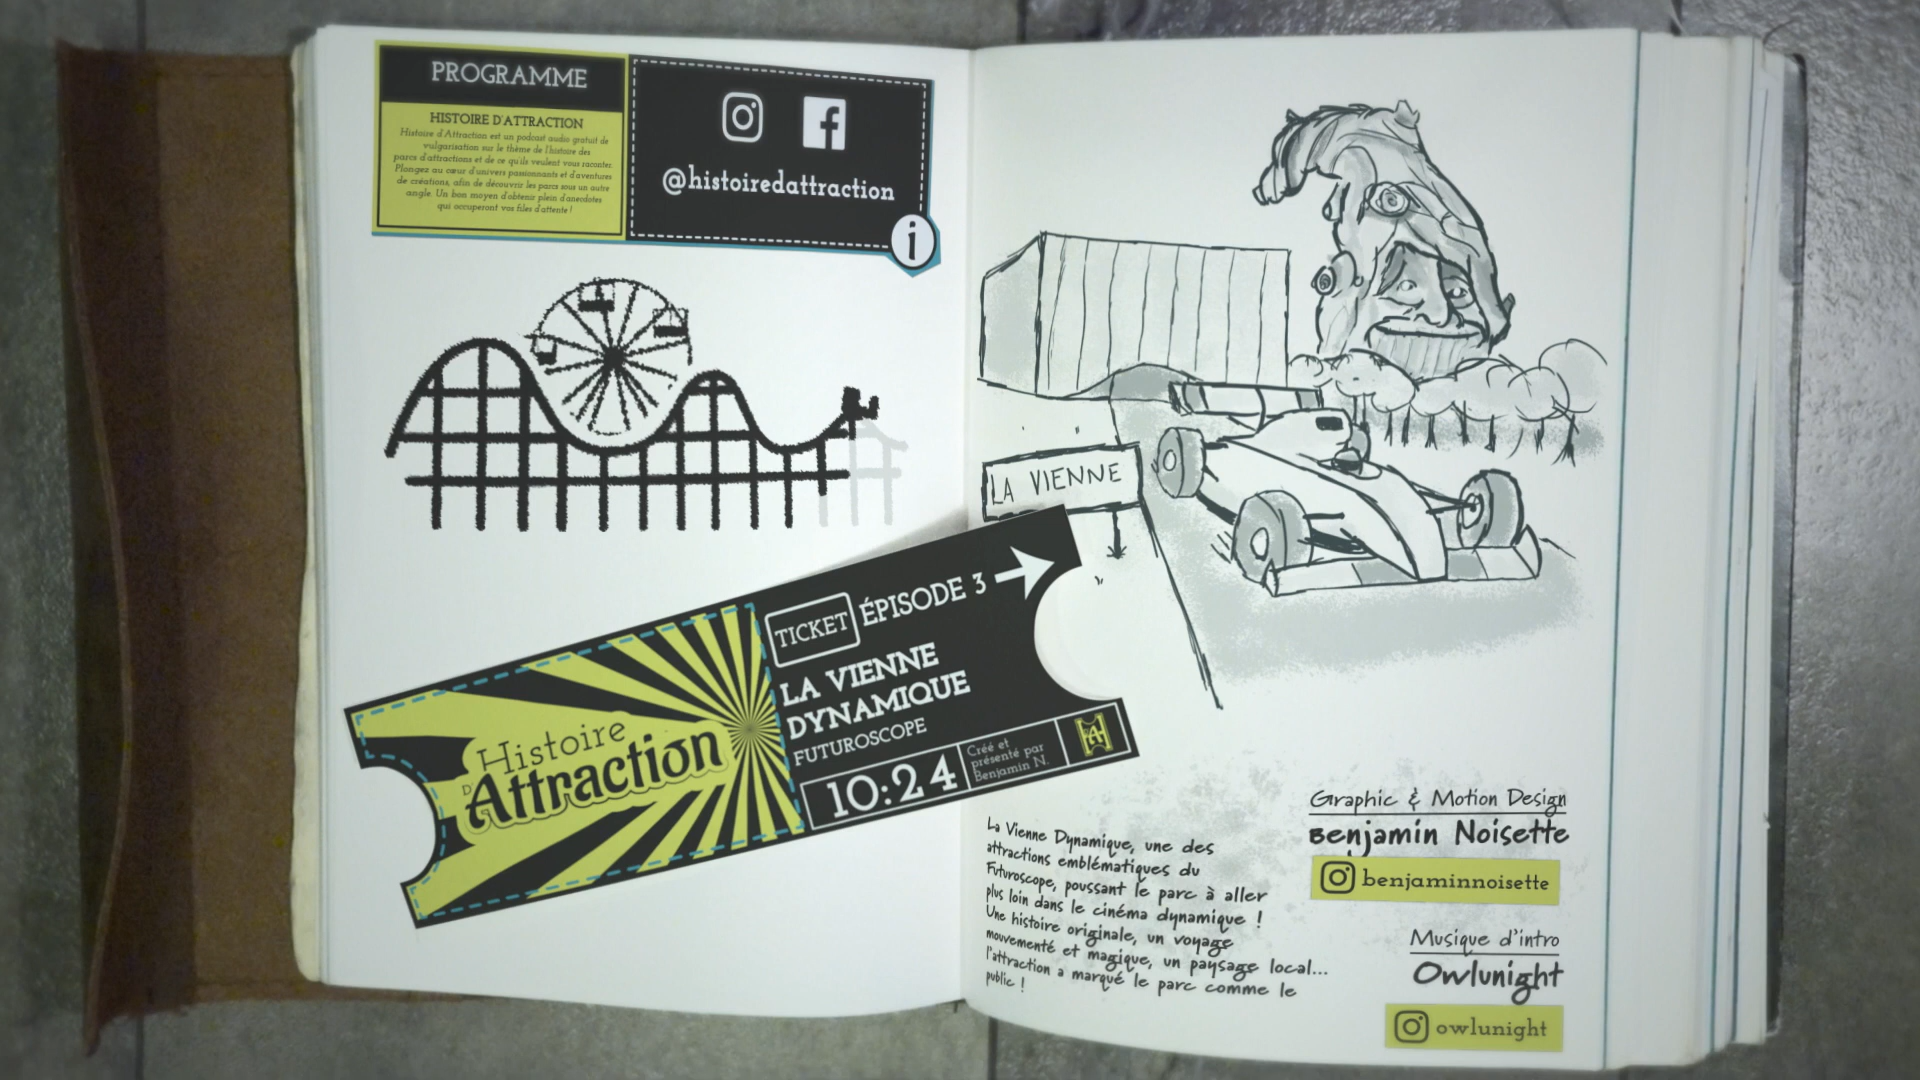 PROGRAMME
HISTOIRE D'ATTRACTION
Histoire d'Attraction est un podcast audio gratuit de
vulgarisation sur le thème de l'histoire des
parcs d'attractions et de ce qu'ils veulent vous raconter.
Plongez au cœur d'univers passionnants et d'aventures
de créations, afin de découvrir les parcs sous un autre
angle. Un bon moyen d'obtenir plein d'anecdotes
qui occuperont vos files d'attente !
@histoiredattraction
i
LA VIENNE
TICKET ÉPISODE 3
LA VIENNE
DYNAMIQUE
FUTUROSCOPE
10:24
Créé et
présenté par
Benjamin N.
Histoire
D'Attraction
La Vienne Dynamique, une des
attractions emblématiques du
Futuroscope, poussant le parc à aller
plus loin dans le cinéma dynamique !
Une histoire originale, un voyage
mouvementé et magique, un paysage local...
l'attraction a marqué le parc comme le
public !
Graphic & Motion Design
Benjamin Noisette
benjaminnoisette
Musique d'intro
Owlunight
owlunight